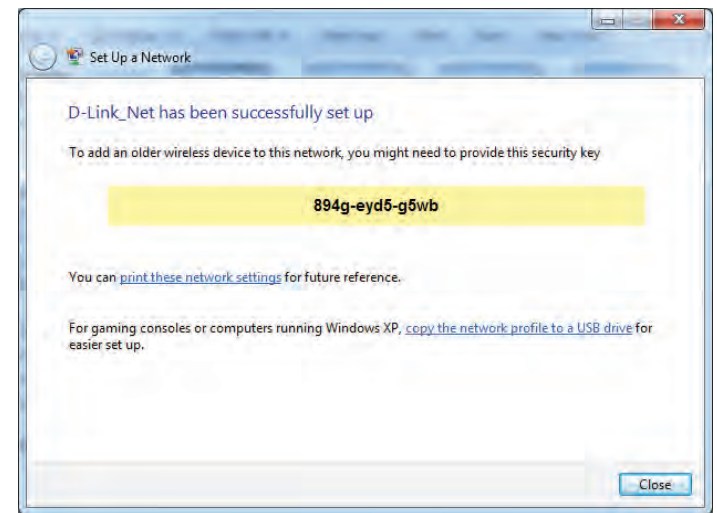 Set Up a Network
D-Link_Net has been successfully set up
To add an older wireless device to this network, you might need to provide this security key
894g-eyd5-g5wb
You can print these network settings for future reference.
For gaming consoles or computers running Windows XP, copy the network profile to a USB drive for
easier set up.
Close